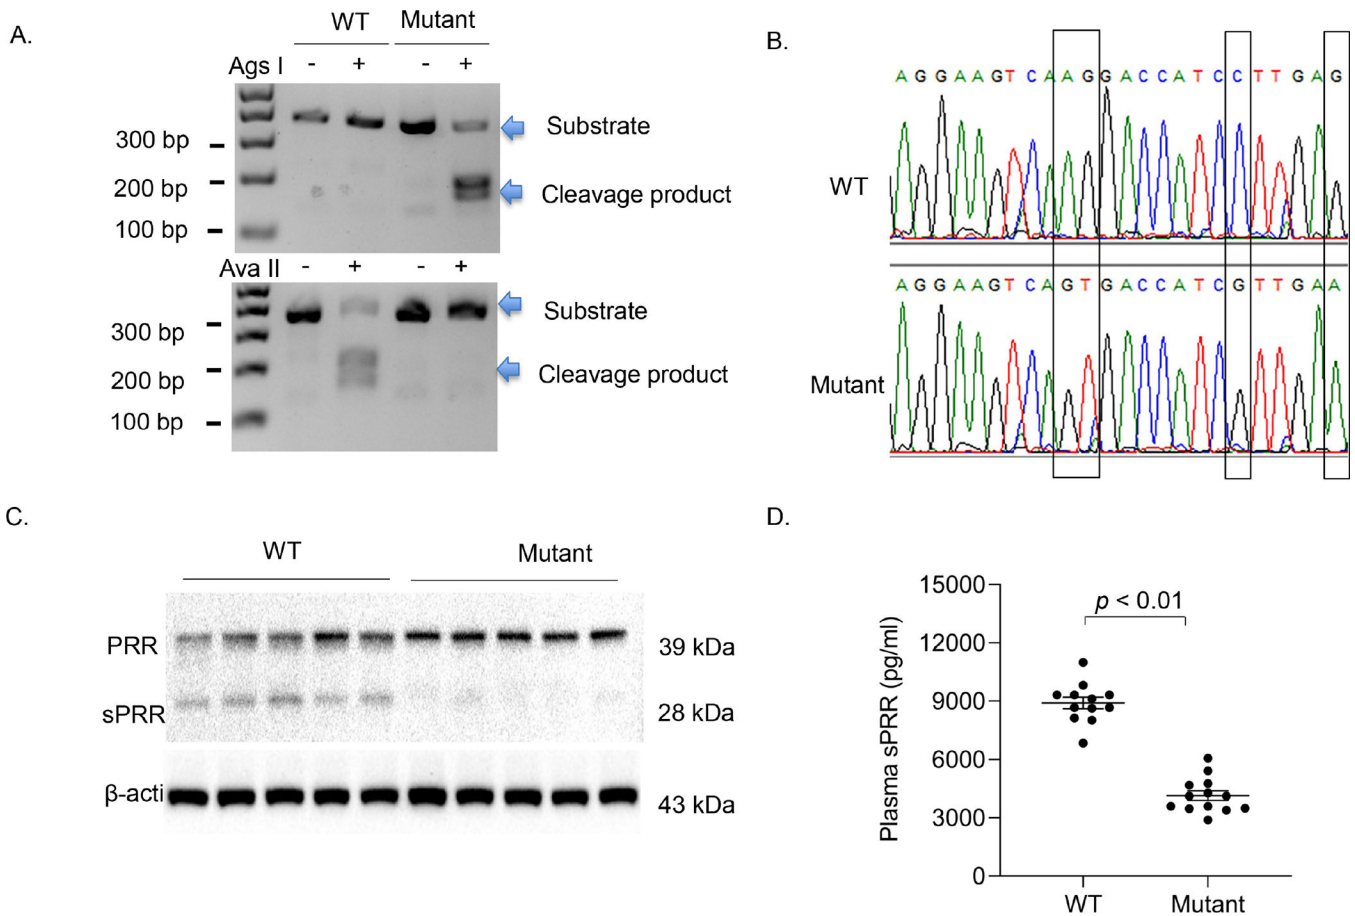 A.
WT Mutant
Ags I - + - +
300 bp
200 bp
100 bp
Substrate
Cleavage product
Ava II - + - +
300 bp
200 bp
100 bp
Substrate
Cleavage product
B.
A G G A A G T C A A G G A C C A T C C T T G A G
WT
A G G A A G T C A G T G A C C A T C G T T G A A
Mutant
C.
WT Mutant
PRR 39 kDa
sPRR 28 kDa
β-acti 43 kDa
D.
Plasma sPRR (pg/ml)
15000
12000
9000
6000
3000
0
p < 0.01
WT Mutant